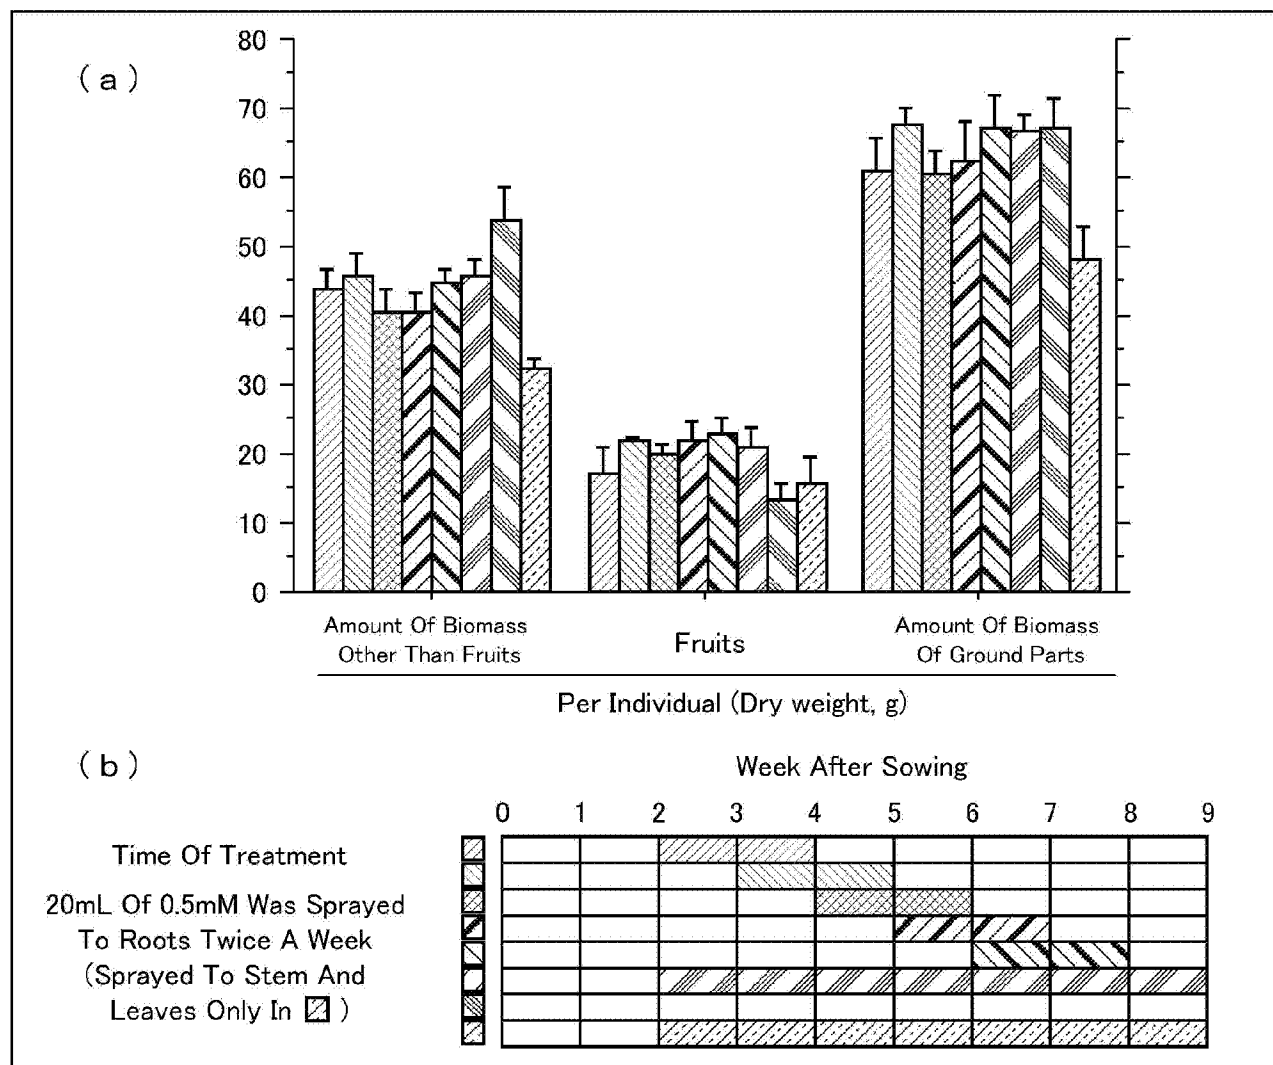 (a)
80
70
60
50
40
30
20
10
0
Amount Of Biomass
Other Than Fruits
Fruits
Amount Of Biomass
Of Ground Parts
Per Individual (Dry weight, g)
(b)
Week After Sowing
0 1 2 3 4 5 6 7 8 9
Time Of Treatment
20mL Of 0.5mM Was Sprayed
To Roots Twice A Week
(Sprayed To Stem And
Leaves Only In )